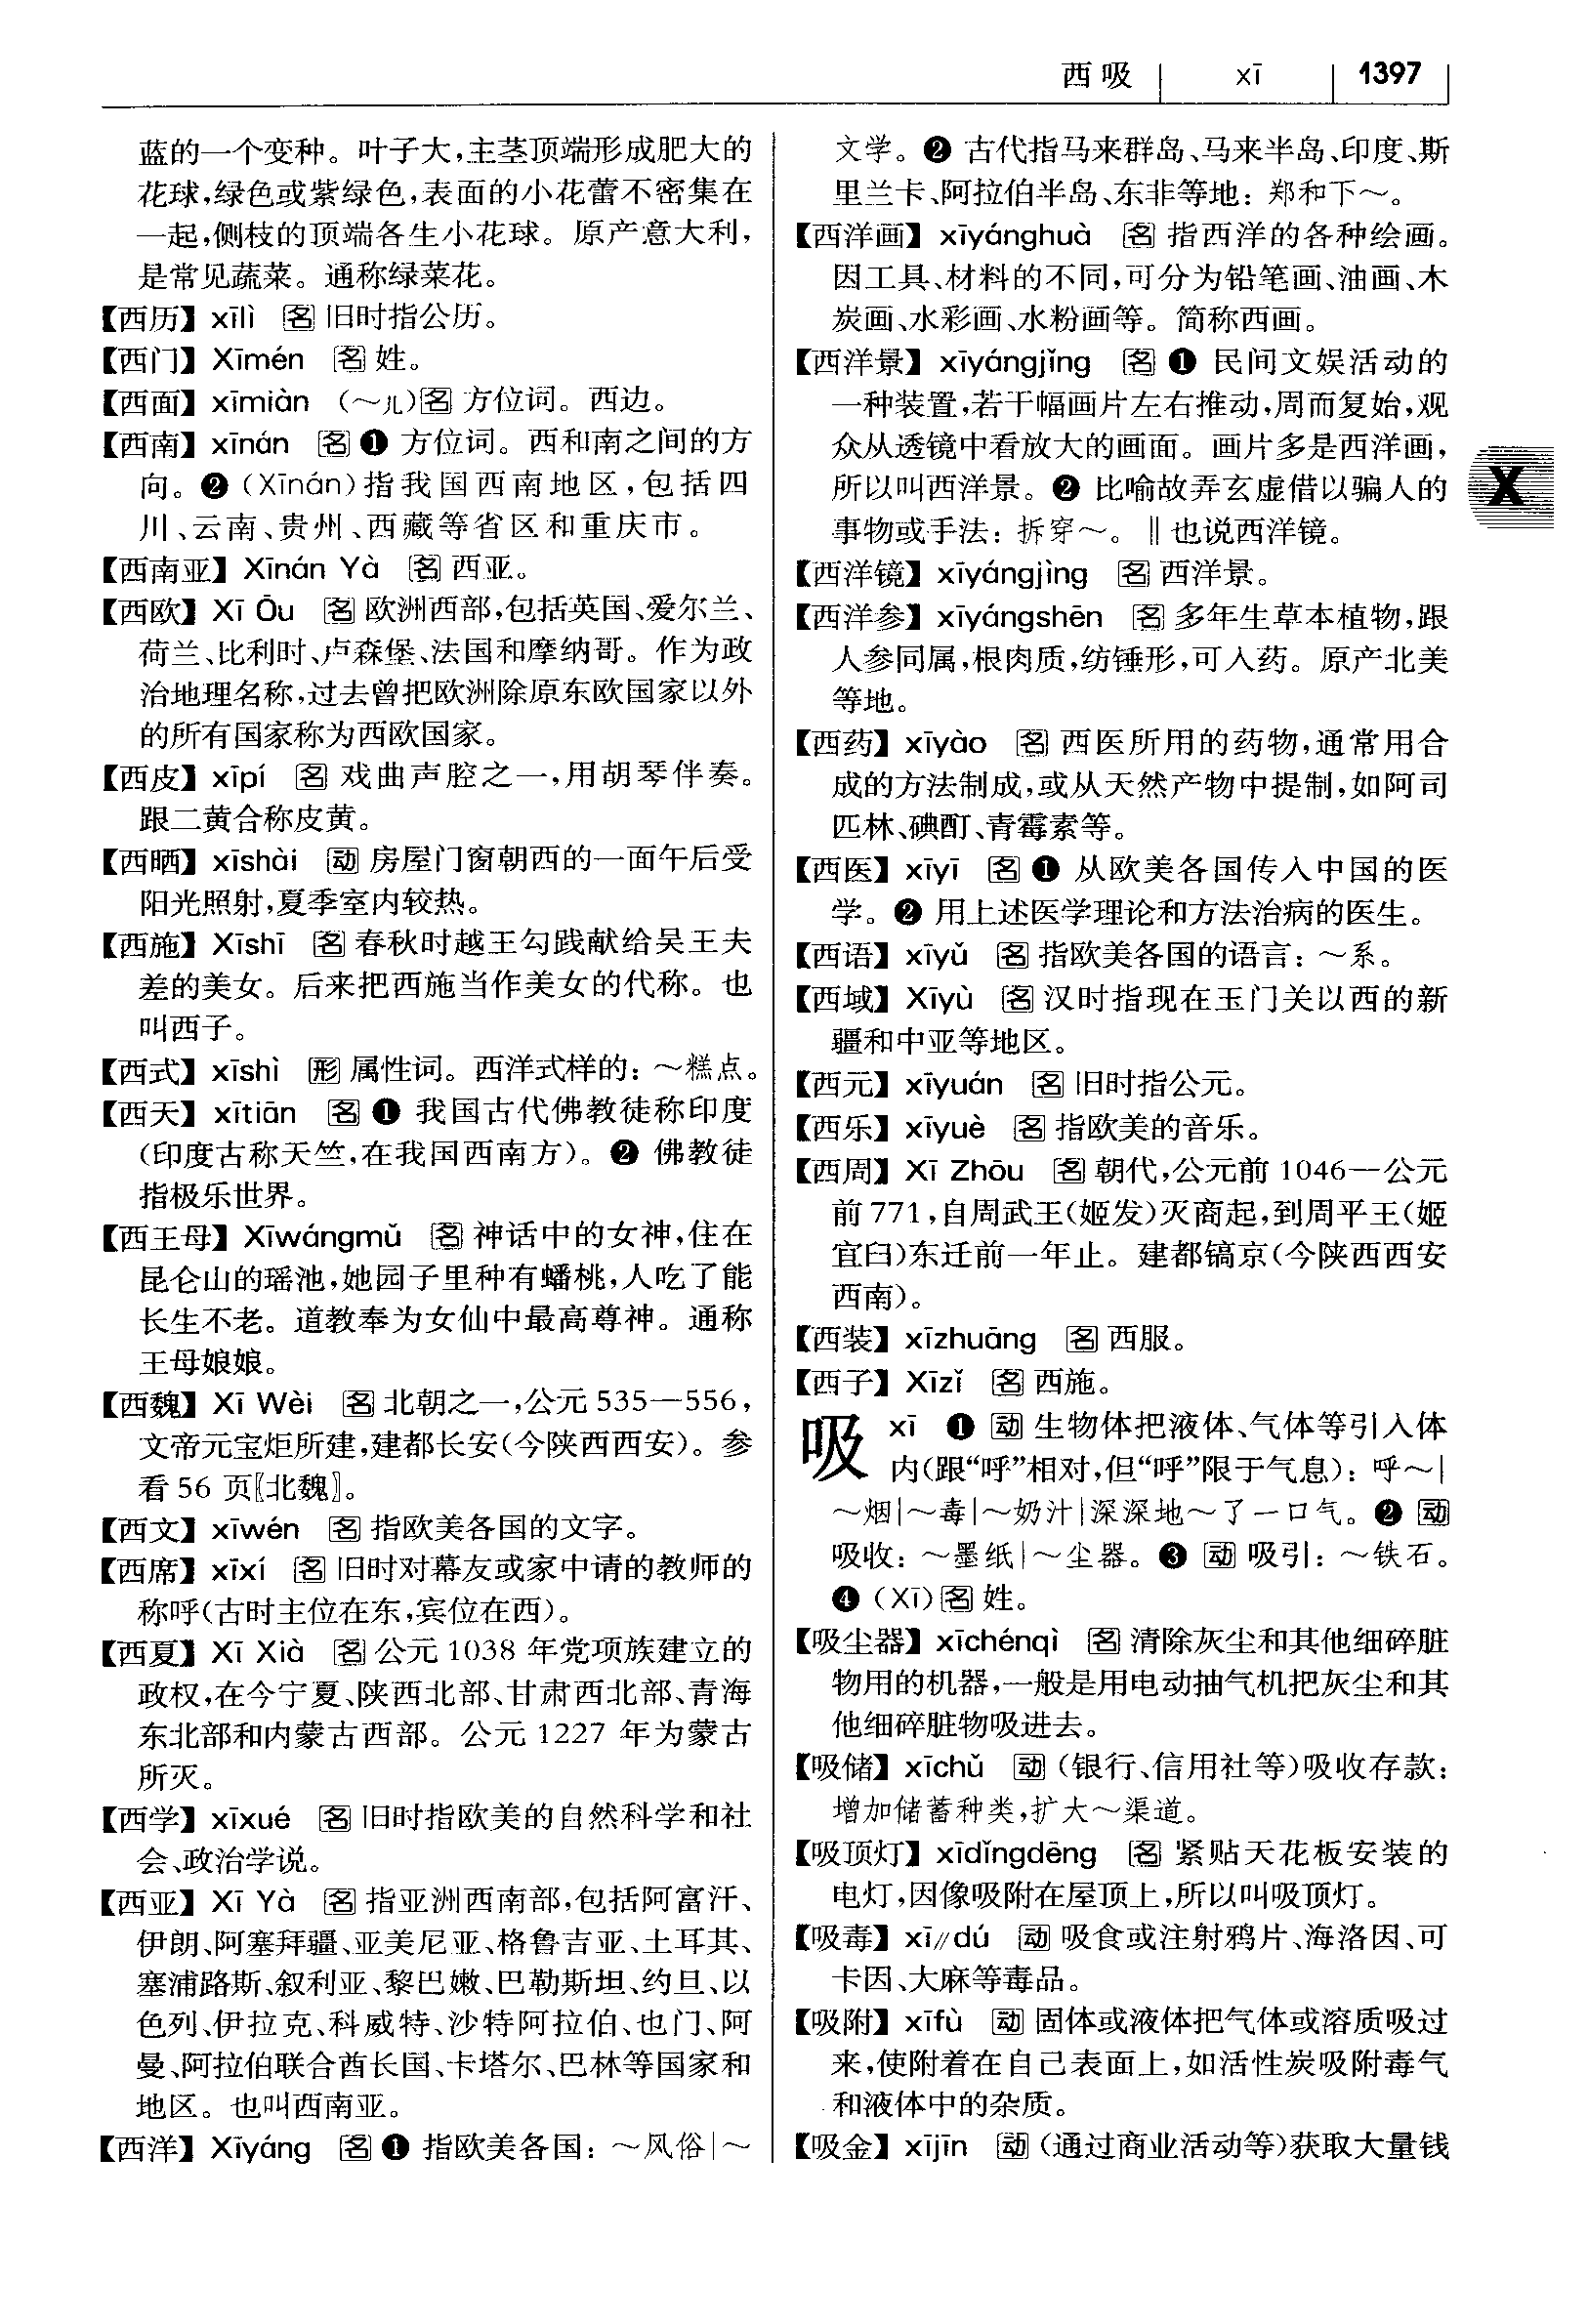 西吸 xī 1397
蓝的一个变种。叶子大,主茎顶端形成肥大的
花球,绿色或紫绿色,表面的小花蕾不密集在
一起,侧枝的顶端各生小花球。原产意大利,
是常见蔬菜。通称绿菜花。
【西历】xīlì 名 旧时指公历。
【西门】Xīmén 名 姓。
【西面】xīmiàn (～儿)名 方位词。西边。
【西南】xīnán 名 ❶ 方位词。西和南之间的方
向。❷ (Xīnán)指我国西南地区,包括四
川、云南、贵州、西藏等省区和重庆市。
【西南亚】Xīnán Yà 名 西亚。
【西欧】Xī Ōu 名 欧洲西部,包括英国、爱尔兰、
荷兰、比利时、卢森堡、法国和摩纳哥。作为政
治地理名称,过去曾把欧洲除原东欧国家以外
的所有国家称为西欧国家。
【西皮】xīpí 名 戏曲声腔之一,用胡琴伴奏。
跟二黄合称皮黄。
【西晒】xīshài 动 房屋门窗朝西的一面午后受
阳光照射,夏季室内较热。
【西施】Xīshī 名 春秋时越王勾践献给吴王夫
差的美女。后来把西施当作美女的代称。也
叫西子。
【西式】xīshì 形 属性词。西洋式样的: ～糕点。
【西天】xītiān 名 ❶ 我国古代佛教徒称印度
(印度古称天竺,在我国西南方)。❷ 佛教徒
指极乐世界。
【西王母】Xīwángmǔ 名 神话中的女神,住在
昆仑山的瑶池,她园子里种有蟠桃,人吃了能
长生不老。道教奉为女仙中最高尊神。通称
王母娘娘。
【西魏】Xī Wèi 名 北朝之一,公元 535—556,
文帝元宝炬所建,建都长安(今陕西西安)。参
看 56 页〖北魏〗。
【西文】xīwén 名 指欧美各国的文字。
【西席】xīxí 名 旧时对幕友或家中请的教师的
称呼(古时主位在东,宾位在西)。
【西夏】Xī Xià 名 公元 1038 年党项族建立的
政权,在今宁夏、陕西北部、甘肃西北部、青海
东北部和内蒙古西部。公元 1227 年为蒙古
所灭。
【西学】xīxué 名 旧时指欧美的自然科学和社
会、政治学说。
【西亚】Xī Yà 名 指亚洲西南部,包括阿富汗、
伊朗、阿塞拜疆、亚美尼亚、格鲁吉亚、土耳其、
塞浦路斯、叙利亚、黎巴嫩、巴勒斯坦、约旦、以
色列、伊拉克、科威特、沙特阿拉伯、也门、阿
曼、阿拉伯联合酋长国、卡塔尔、巴林等国家和
地区。也叫西南亚。
【西洋】Xīyáng 名 ❶ 指欧美各国: ～风俗|～
文学。❷ 古代指马来群岛、马来半岛、印度、斯
里兰卡、阿拉伯半岛、东非等地: 郑和下～。
【西洋画】xīyánghuà 名 指西洋的各种绘画。
因工具、材料的不同,可分为铅笔画、油画、木
炭画、水彩画、水粉画等。简称西画。
【西洋景】xīyángjǐng 名 ❶ 民间文娱活动的
一种装置,若干幅画片左右推动,周而复始,观
众从透镜中看放大的画面。画片多是西洋画,
所以叫西洋景。❷ 比喻故弄玄虚借以骗人的
事物或手法: 拆穿～。‖也说西洋镜。
【西洋镜】xīyángjìng 名 西洋景。
【西洋参】xīyángshēn 名 多年生草本植物,跟
人参同属,根肉质,纺锤形,可入药。原产北美
等地。
【西药】xīyào 名 西医所用的药物,通常用合
成的方法制成,或从天然产物中提制,如阿司
匹林、碘酊、青霉素等。
【西医】xīyī 名 ❶ 从欧美各国传入中国的医
学。❷ 用上述医学理论和方法治病的医生。
【西语】xīyǔ 名 指欧美各国的语言: ～系。
【西域】Xīyù 名 汉时指现在玉门关以西的新
疆和中亚等地区。
【西元】xīyuán 名 旧时指公元。
【西乐】xīyuè 名 指欧美的音乐。
【西周】Xī Zhōu 名 朝代,公元前 1046—公元
前 771,自周武王(姬发)灭商起,到周平王(姬
宜臼)东迁前一年止。建都镐京(今陕西西安
西南)。
【西装】xīzhuāng 名 西服。
【西子】Xīzǐ 名 西施。
吸 xī ❶ 动 生物体把液体、气体等引入体
内(跟“呼”相对,但“呼”限于气息): 呼～|
～烟|～毒|～奶汁|深深地～了一口气。❷ 动
吸收: ～墨纸|～尘器。❸ 动 吸引: ～铁石。
❹ (Xī)名 姓。
【吸尘器】xīchénqì 名 清除灰尘和其他细碎脏
物用的机器,一般是用电动抽气机把灰尘和其
他细碎脏物吸进去。
【吸储】xīchǔ 动 (银行、信用社等)吸收存款:
增加储蓄种类,扩大～渠道。
【吸顶灯】xīdǐngdēng 名 紧贴天花板安装的
电灯,因像吸附在屋顶上,所以叫吸顶灯。
【吸毒】xī//dú 动 吸食或注射鸦片、海洛因、可
卡因、大麻等毒品。
【吸附】xīfù 动 固体或液体把气体或溶质吸过
来,使附着在自己表面上,如活性炭吸附毒气
和液体中的杂质。
【吸金】xījīn 动 (通过商业活动等)获取大量钱
X